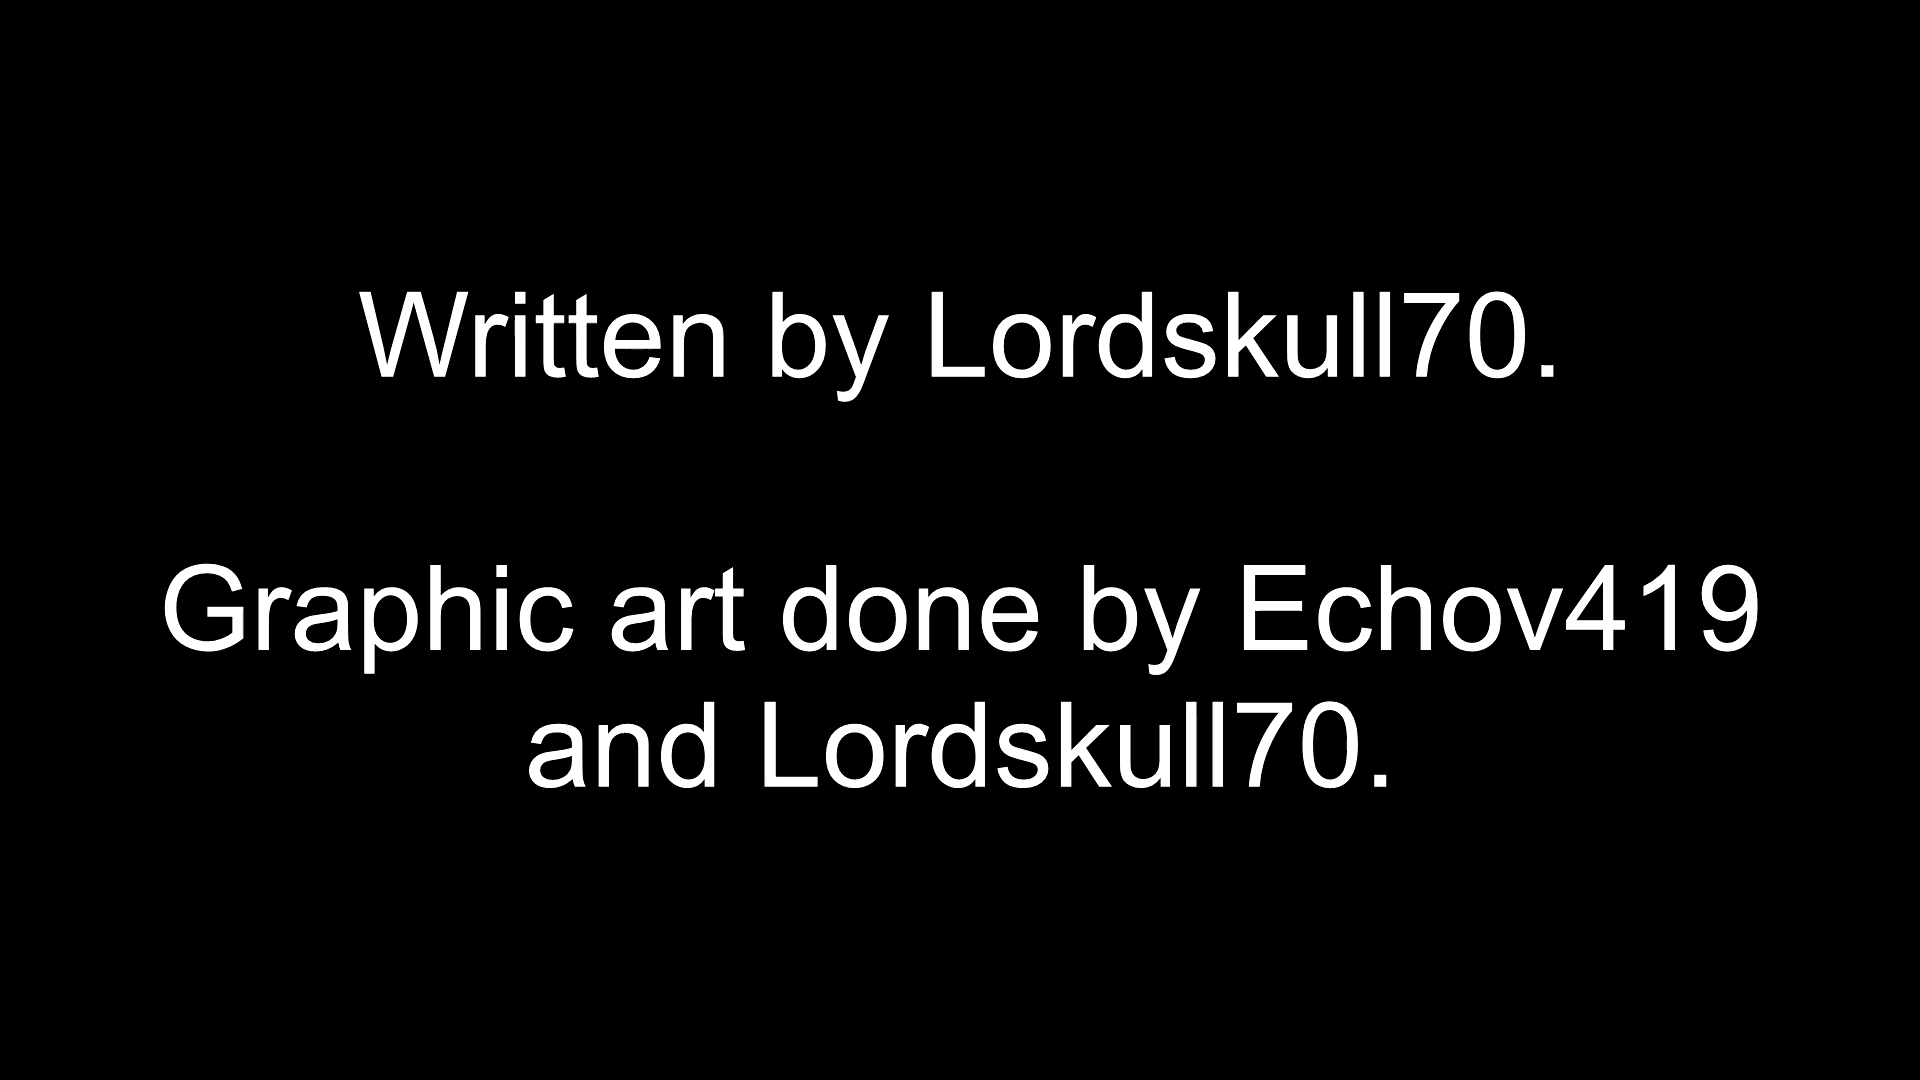 Written by Lordskull70.
Graphic art done by Echov419
and Lordskull70.